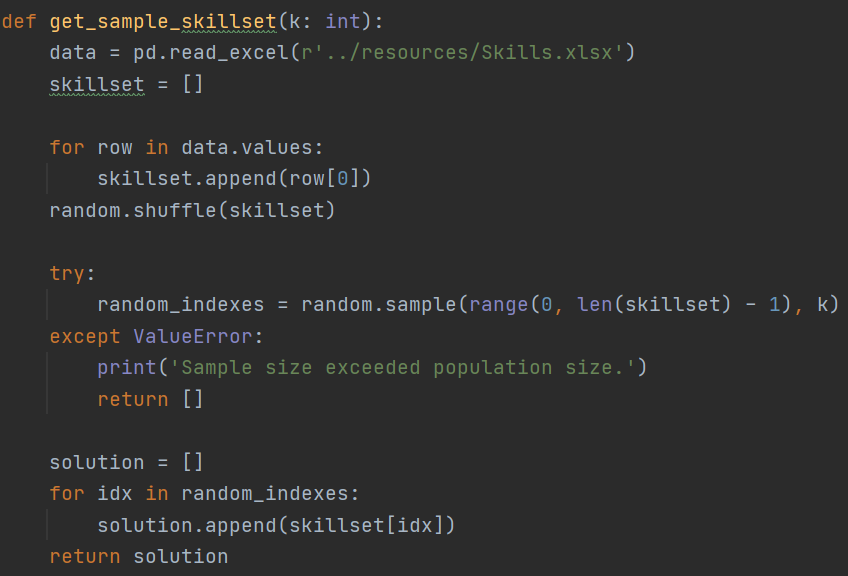 def get_sample_skillset(k: int):
    data = pd.read_excel(r'../resources/Skills.xlsx')
    skillset = []

    for row in data.values:
        skillset.append(row[0])
    random.shuffle(skillset)

    try:
        random_indexes = random.sample(range(0, len(skillset) - 1), k)
    except ValueError:
        print('Sample size exceeded population size.')
        return []

    solution = []
    for idx in random_indexes:
        solution.append(skillset[idx])
    return solution